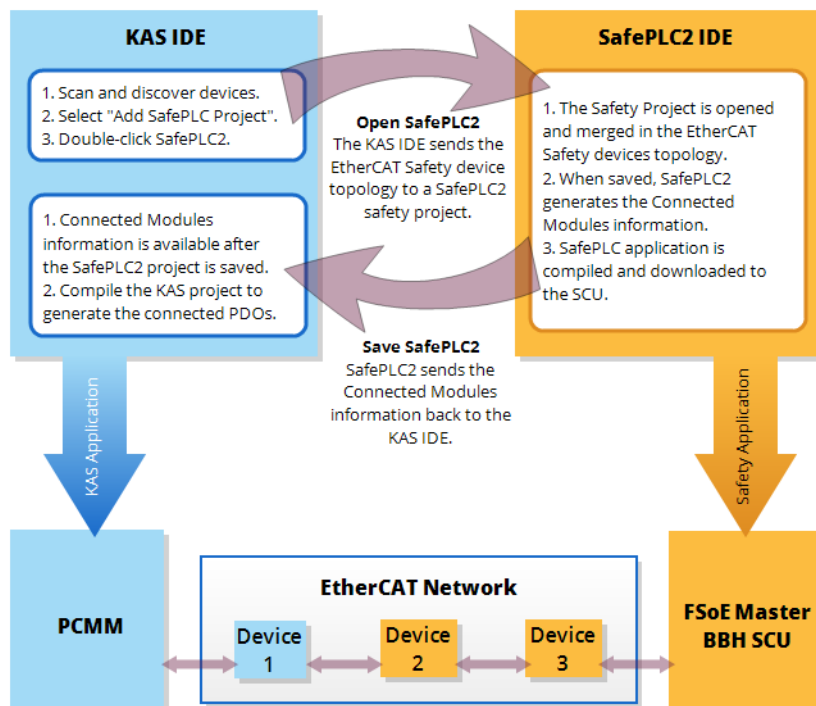 KAS IDE
1. Scan and discover devices.
2. Select "Add SafePLC Project".
3. Double-click SafePLC2.
1. Connected Modules
information is available after
the SafePLC2 project is saved.
2. Compile the KAS project to
generate the connected PDOs.
Open SafePLC2
The KAS IDE sends the
EtherCAT Safety device
topology to a SafePLC2
safety project.
Save SafePLC2
SafePLC2 sends the
Connected Modules
information back to the
KAS IDE.
SafePLC2 IDE
1. The Safety Project is opened
and merged in the EtherCAT
Safety devices topology.
2. When saved, SafePLC2
generates the Connected
Modules information.
3. SafePLC application is
compiled and downloaded to
the SCU.
KAS Application
Safety Application
PCMM
EtherCAT Network
Device
1
Device
2
Device
3
FSoE Master
BBH SCU